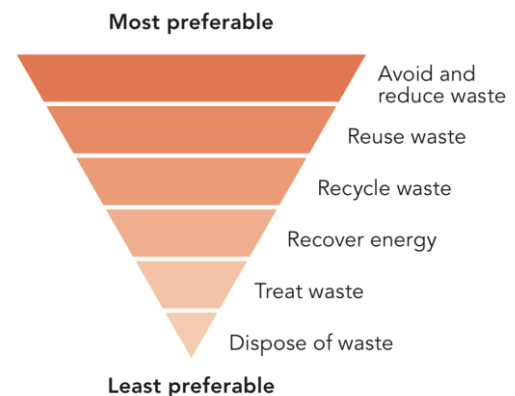 Most preferable
Avoid and
reduce waste
Reuse waste
Recycle waste
Recover energy
Treat waste
Dispose of waste
Least preferable